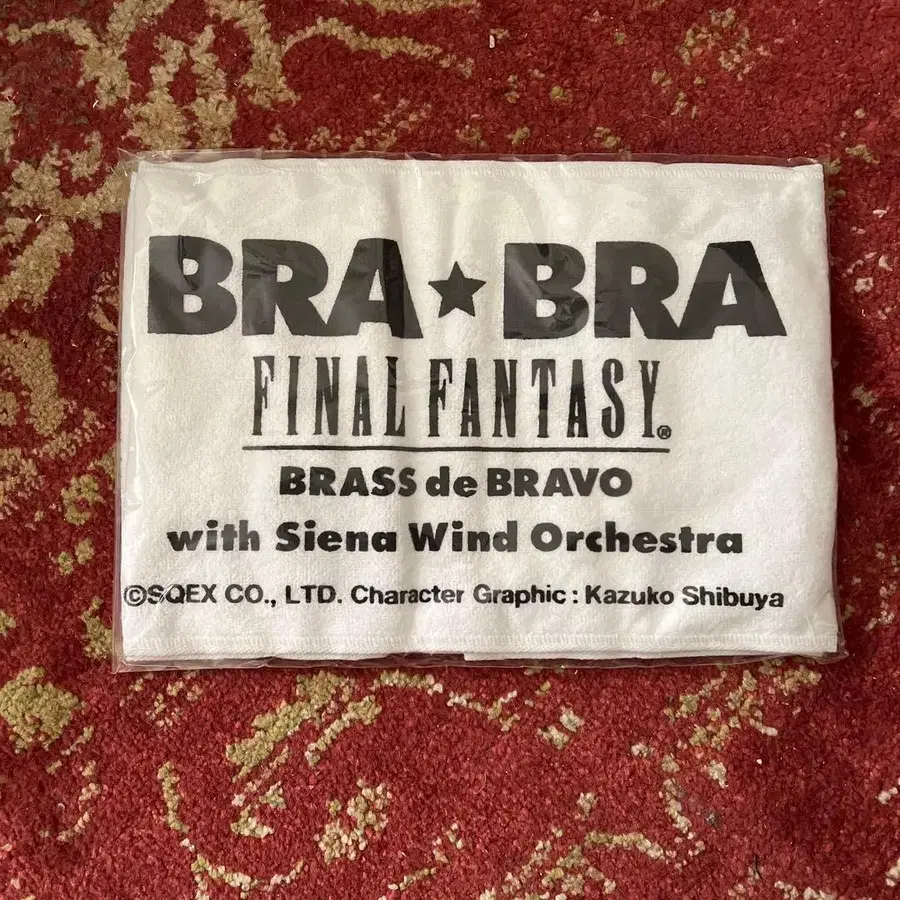 BRA★BRA
FINAL FANTASY®
BRASS de BRAVO
with Siena Wind Orchestra
©SQEX CO., LTD. Character Graphic : Kazuko Shibuya